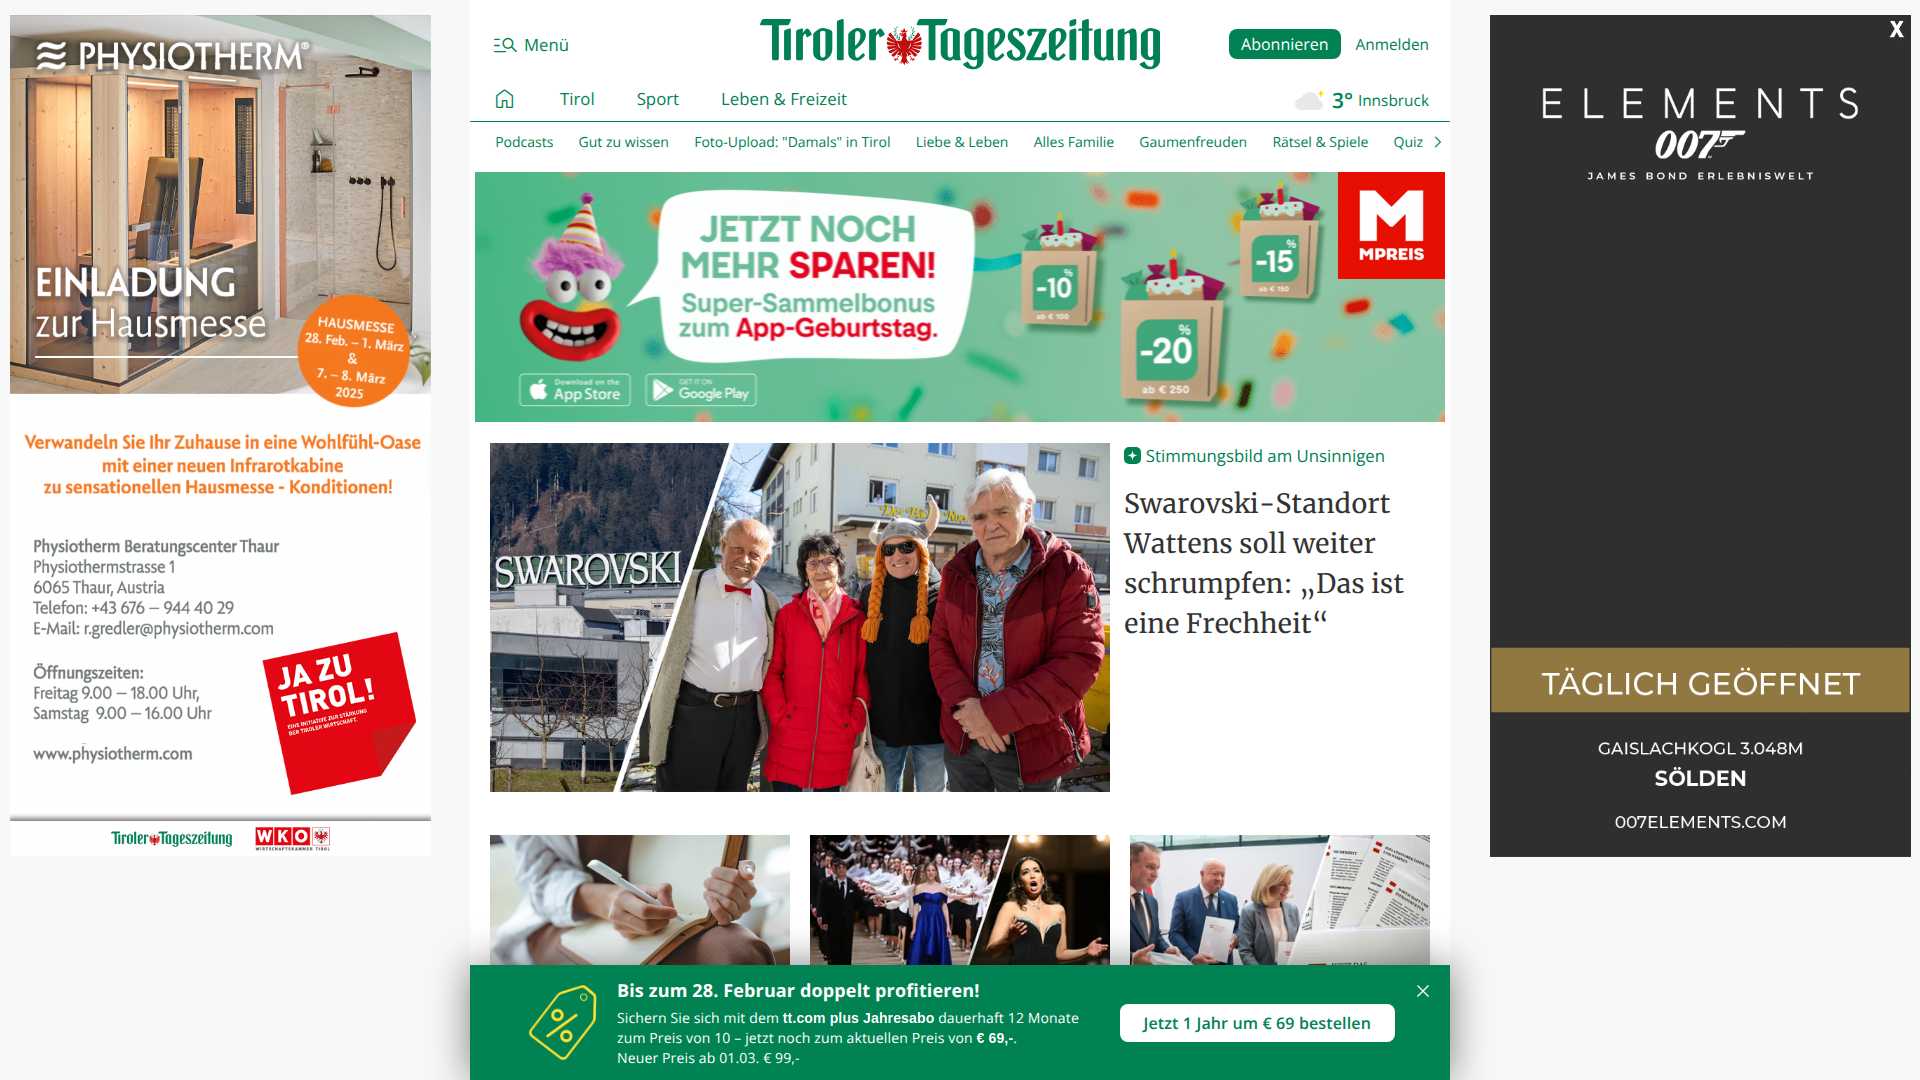 PHYSIOTHERM®
EINLADUNG
zur Hausmesse
HAUSMESSE
28. Feb. – 1. März
&
7. – 8. März
2025
Verwandeln Sie Ihr Zuhause in eine Wohlfühl-Oase
mit einer neuen Infrarotkabine
zu sensationellen Hausmesse - Konditionen!
Physiotherm Beratungscenter Thaur
Physiothermstrasse 1
6065 Thaur, Austria
Telefon: +43 676 – 944 40 29
E-Mail: r.gredler@physiotherm.com
Öffnungszeiten:
Freitag 9.00 – 18.00 Uhr,
Samstag 9.00 – 16.00 Uhr
www.physiotherm.com
JA ZU
TIROL!
EINE INITIATIVE ZUR STÄRKUNG
DER TIROLER WIRTSCHAFT.
Tiroler Tageszeitung
WKO
WIRTSCHAFTSKAMMER TIROL
Menü
Tiroler Tageszeitung
Abonnieren
Anmelden
Tirol
Sport
Leben & Freizeit
3° Innsbruck
Podcasts
Gut zu wissen
Foto-Upload: "Damals" in Tirol
Liebe & Leben
Alles Familie
Gaumenfreuden
Rätsel & Spiele
Quiz
JETZT NOCH
MEHR SPAREN!
Super-Sammelbonus
zum App-Geburtstag.
Download on the
App Store
GET IT ON
Google Play
-10%
ab € 100
-20%
ab € 250
-15%
ab € 150
M
MPREIS
SWAROVSKI
Stimmungsbild am Unsinnigen
Swarovski-Standort
Wattens soll weiter
schrumpfen: „Das ist
eine Frechheit“
Bis zum 28. Februar doppelt profitieren!
Sichern Sie sich mit dem tt.com plus Jahresabo dauerhaft 12 Monate
zum Preis von 10 – jetzt noch zum aktuellen Preis von € 69,-.
Neuer Preis ab 01.03. € 99,-
Jetzt 1 Jahr um € 69 bestellen
X
ELEMENTS
007
JAMES BOND ERLEBNISWELT
TÄGLICH GEÖFFNET
GAISLACHKOGL 3.048M
SÖLDEN
007ELEMENTS.COM